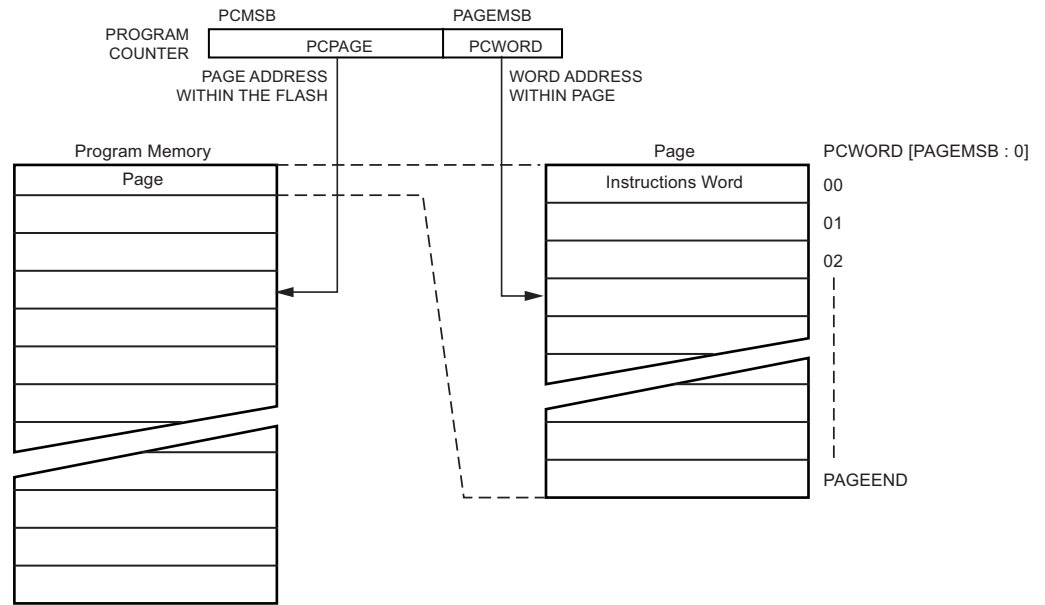 PCMSB PAGEMSB
PROGRAM
COUNTER
PCPAGE PCWORD
PAGE ADDRESS
WITHIN THE FLASH
WORD ADDRESS
WITHIN PAGE
Program Memory
Page
Page
Instructions Word
PCWORD [PAGEMSB : 0]
00
01
02
PAGEEND